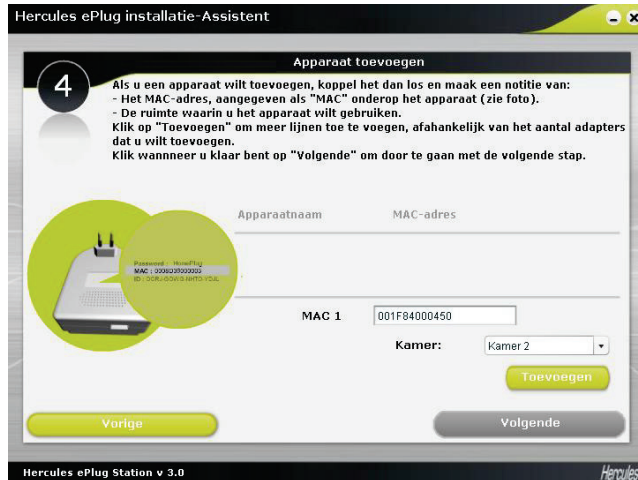 Hercules ePlug installatie-Assistent
Apparaat toevoegen
4
Als u een apparaat wilt toevoegen, koppel het dan los en maak een notitie van:
- Het MAC-adres, aangegeven als "MAC" onderop het apparaat (zie foto).
- De ruimte waarin u het apparaat wilt gebruiken.
Klik op "Toevoegen" om meer lijnen toe te voegen, afahankelijk van het aantal adapters
dat u wilt toevoegen.
Klik wannneer u klaar bent op "Volgende" om door te gaan met de volgende stap.
Apparaatnaam MAC-adres
Password : HomePlug
MAC 1 001F84000450
Kamer: Kamer 2
Toevoegen
Vorige Volgende
Hercules ePlug Station v 3.0 Hercules